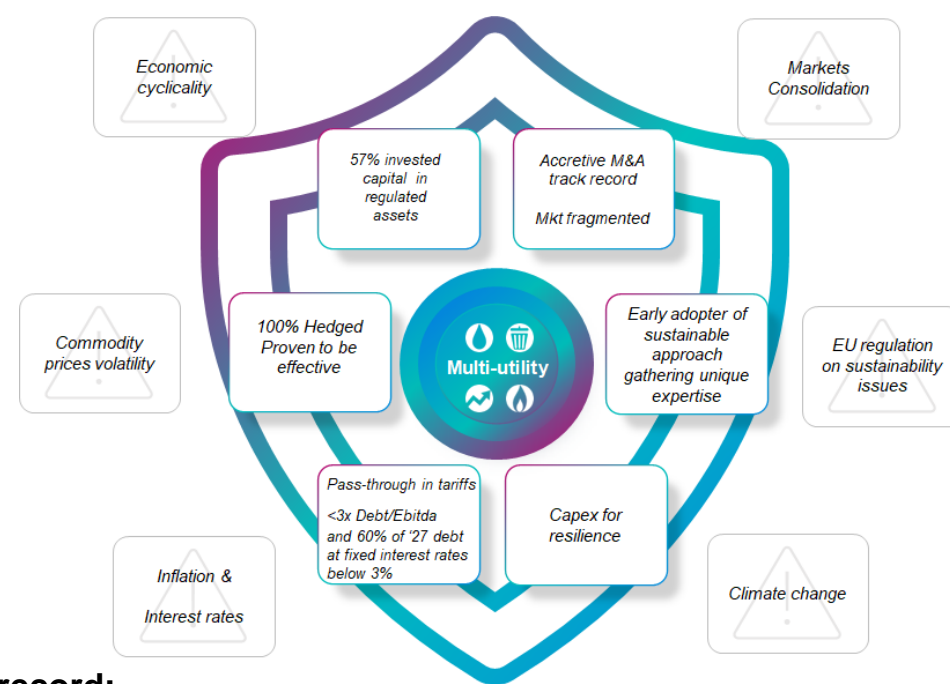 Economic
cyclicality
Markets
Consolidation
57% invested
capital in
regulated
assets
Accretive M&A
track record
Mkt fragmented
Commodity
prices volatility
100% Hedged
Proven to be
effective
Multi-utility
Early adopter of
sustainable
approach
gathering unique
expertise
EU regulation
on sustainability
issues
Pass-through in tariffs
<3x Debt/Ebitda
and 60% of '27 debt
at fixed interest rates
below 3%
Capex for
resilience
Inflation &
Interest rates
Climate change
record: